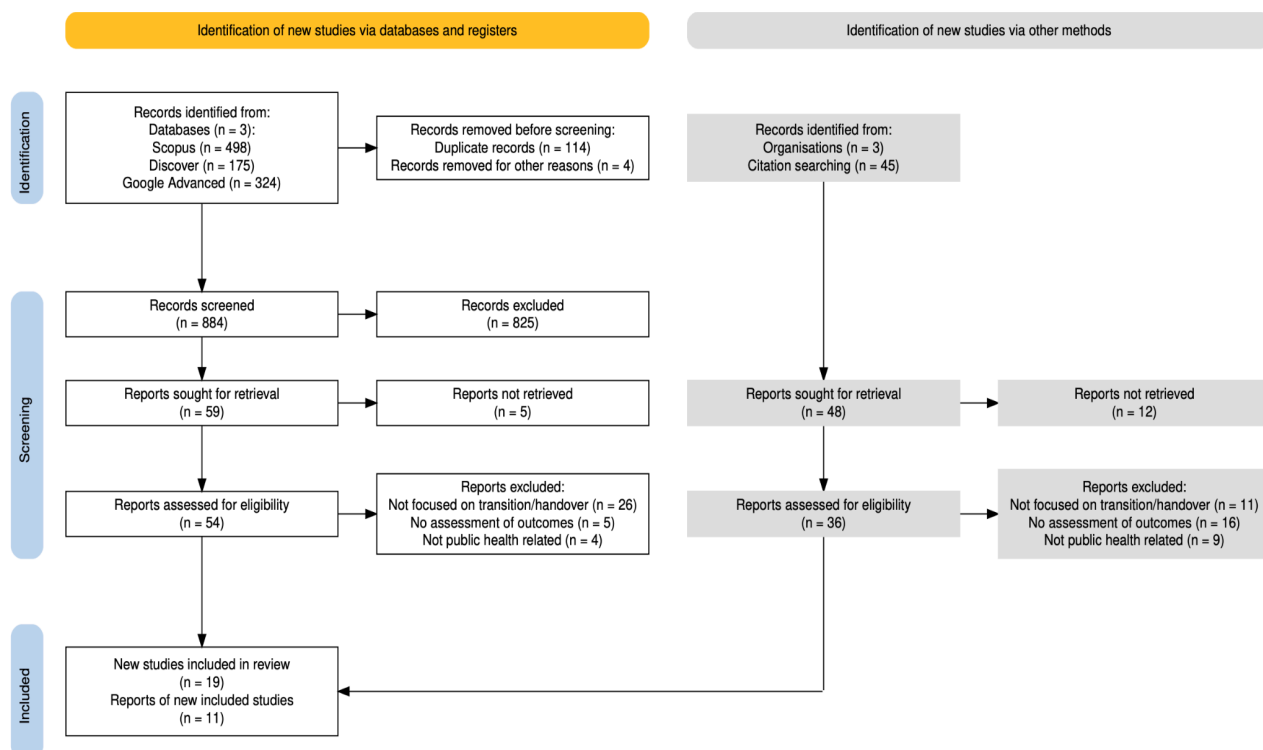 Identification of new studies via databases and registers
Identification of new studies via other methods
Identification
Records identified from:
Databases (n = 3):
Scopus (n = 498)
Discover (n = 175)
Google Advanced (n = 324)
Records removed before screening:
Duplicate records (n = 114)
Records removed for other reasons (n = 4)
Records identified from:
Organisations (n = 3)
Citation searching (n = 45)
Screening
Records screened
(n = 884)
Records excluded
(n = 825)
Reports sought for retrieval
(n = 59)
Reports not retrieved
(n = 5)
Reports sought for retrieval
(n = 48)
Reports not retrieved
(n = 12)
Reports assessed for eligibility
(n = 54)
Reports excluded:
Not focused on transition/handover (n = 26)
No assessment of outcomes (n = 5)
Not public health related (n = 4)
Reports assessed for eligibility
(n = 36)
Reports excluded:
Not focused on transition/handover (n = 11)
No assessment of outcomes (n = 16)
Not public health related (n = 9)
Included
New studies included in review
(n = 19)
Reports of new included studies
(n = 11)